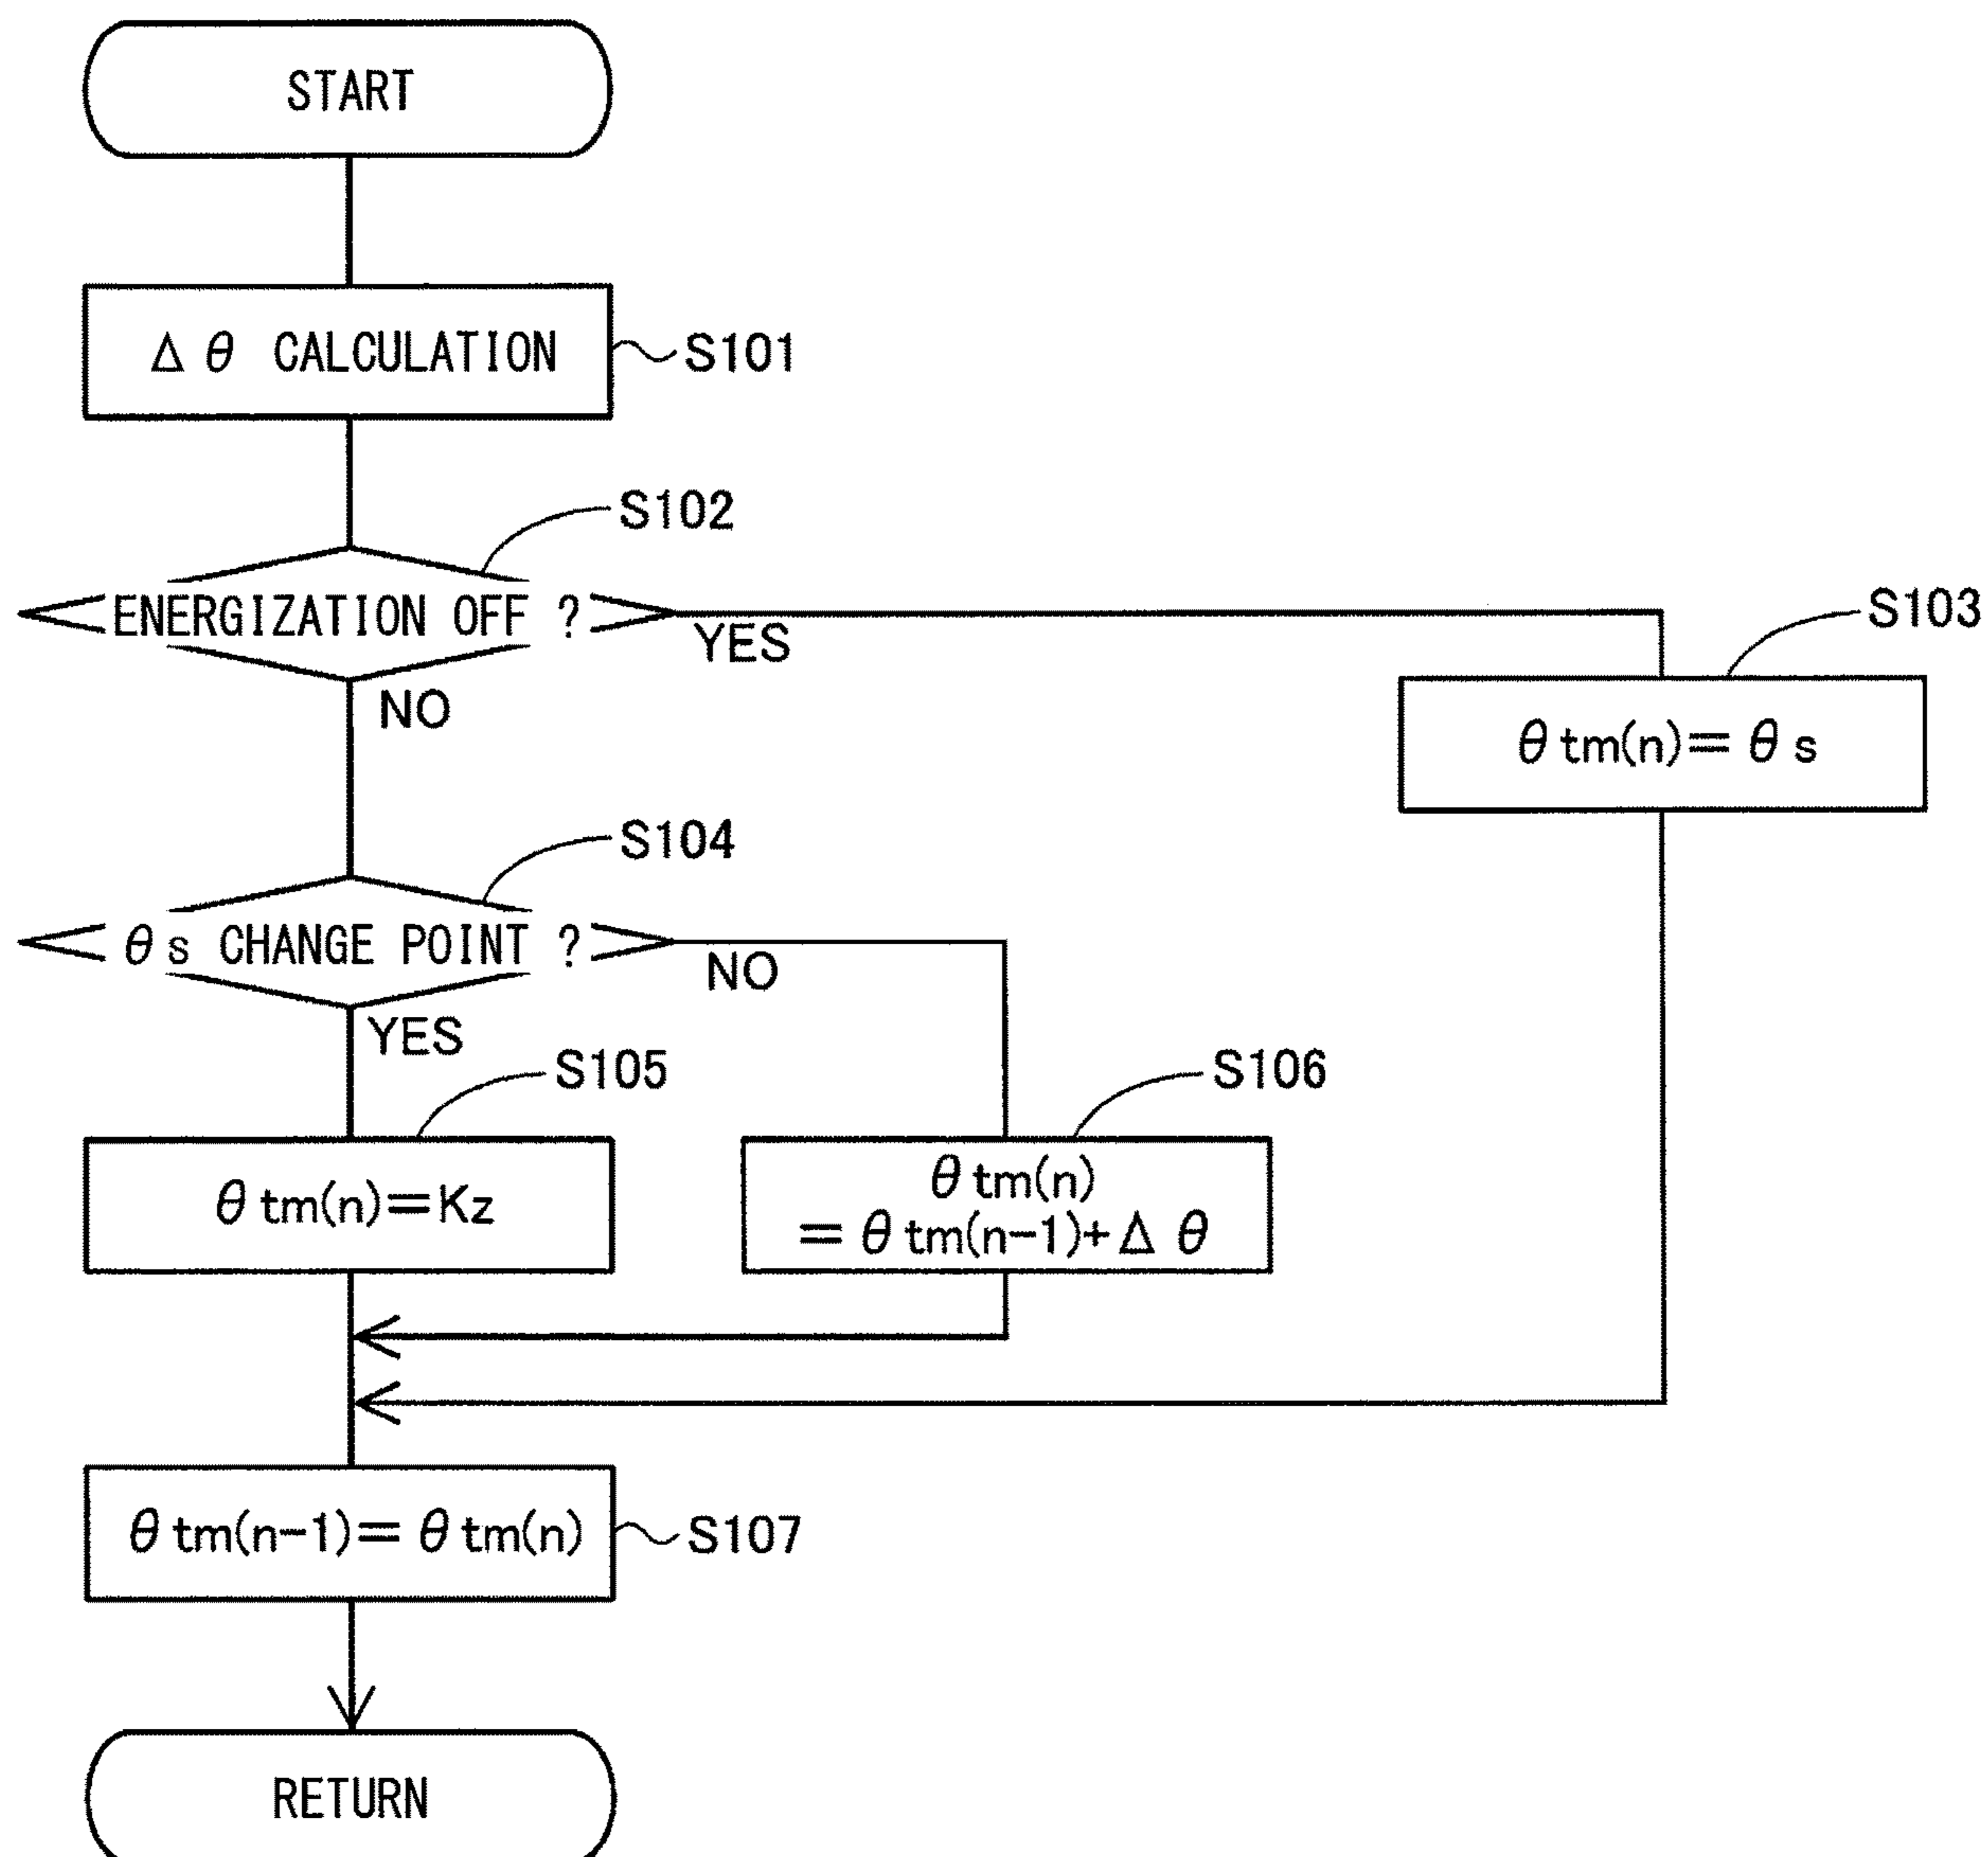 START
Δθ CALCULATION
S101
S102
ENERGIZATION OFF ?
YES
NO
S103
θtm(n)=θs
S104
θs CHANGE POINT ?
NO
YES
S105
θtm(n)=Kz
S106
θtm(n)
=θtm(n-1)+Δθ
θtm(n-1)=θtm(n)
S107
RETURN